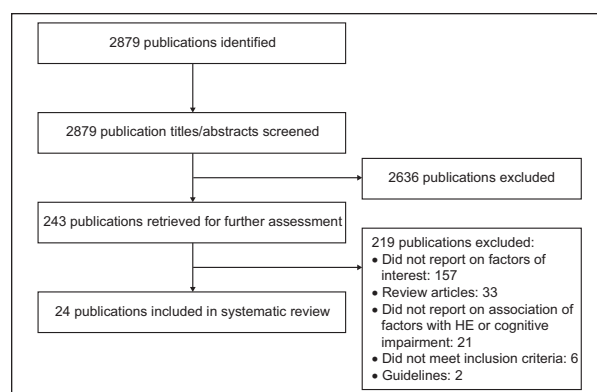 2879 publications identified
2879 publication titles/abstracts screened
2636 publications excluded
243 publications retrieved for further assessment
219 publications excluded:
• Did not report on factors of
interest: 157
• Review articles: 33
• Did not report on association of
factors with HE or cognitive
impairment: 21
• Did not meet inclusion criteria: 6
• Guidelines: 2
24 publications included in systematic review